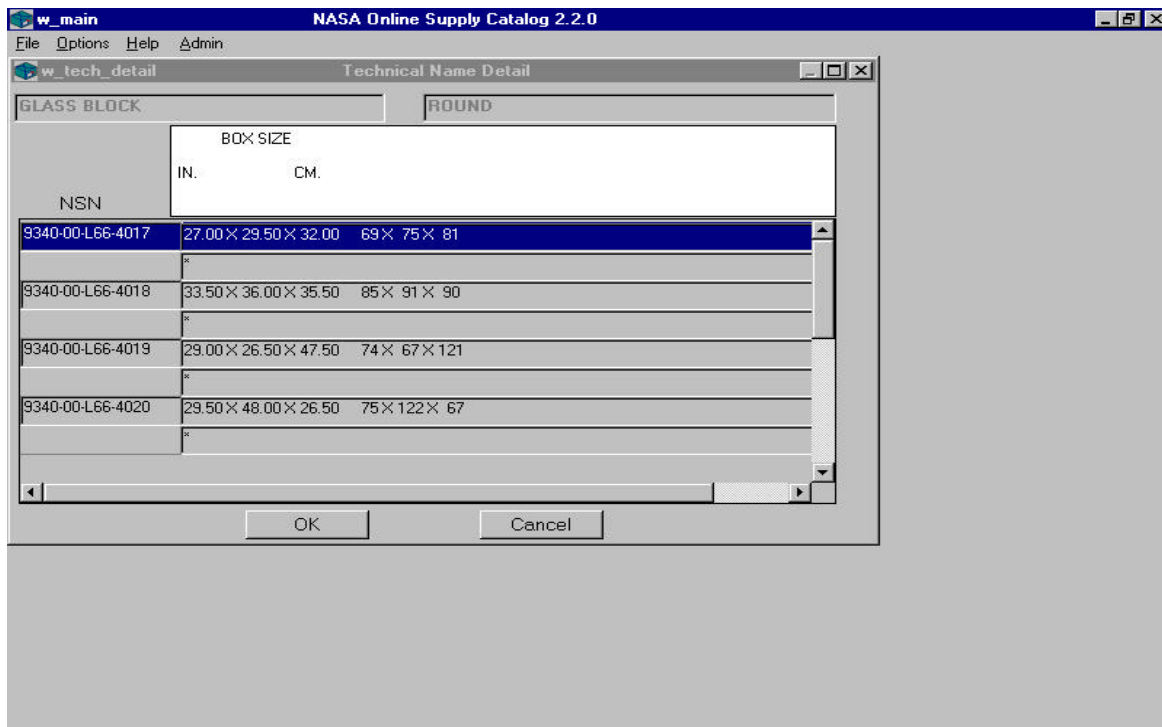 w_main NASA Online Supply Catalog 2.2.0
File Options Help Admin
w_tech_detail Technical Name Detail
GLASS BLOCK ROUND
BOX SIZE
IN. CM.
NSN
9340-00-L66-4017 27.00 X 29.50 X 32.00 69 X 75 X 81
*
9340-00-L66-4018 33.50 X 36.00 X 35.50 85 X 91 X 90
*
9340-00-L66-4019 29.00 X 26.50 X 47.50 74 X 67 X 121
*
9340-00-L66-4020 29.50 X 48.00 X 26.50 75 X 122 X 67
*
OK Cancel